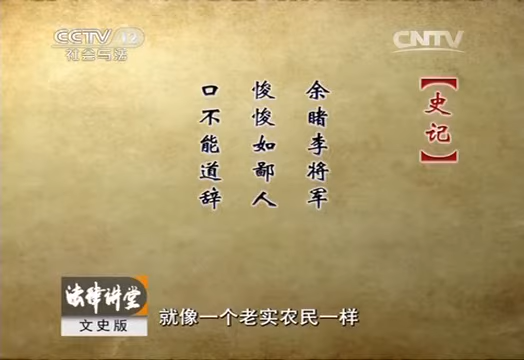 CCTV 12
社会与法
CNTV
【史记】
余睹李将军
悛悛如鄙人
口不能道辞
法律讲堂
文史版
就像一个老实农民一样